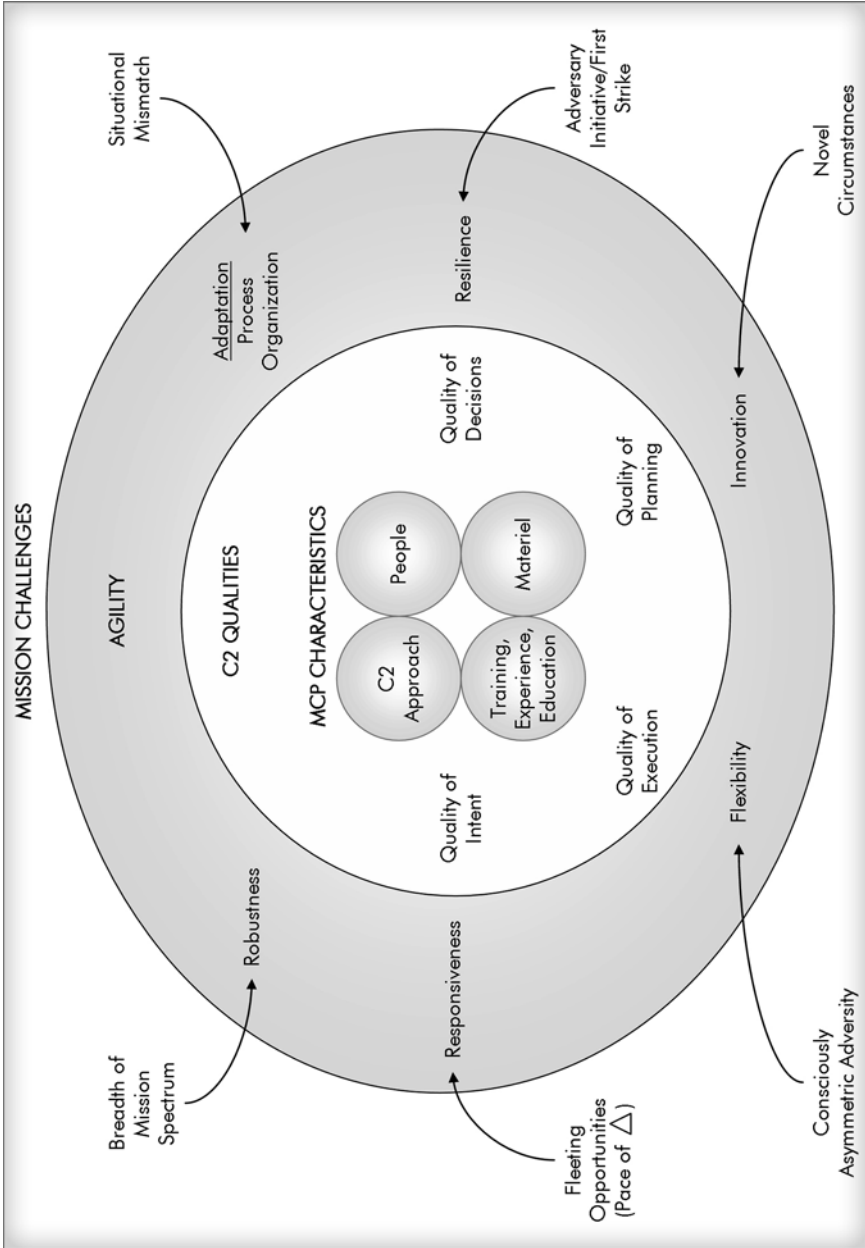 MISSION CHALLENGES
AGILITY
C2 QUALITIES
MCP CHARACTERISTICS
Breadth of
Mission
Spectrum
Robustness
Situational
Mismatch
Adaptation
Process
Organization
C2
Approach
People
Training,
Experience,
Education
Materiel
Quality of
Intent
Quality of
Decisions
Quality of
Execution
Quality of
Planning
Fleeting
Opportunities
(Pace of △)
Responsiveness
Resilience
Adversary
Initiative/First
Strike
Flexibility
Innovation
Consciously
Asymmetric Adversity
Novel
Circumstances